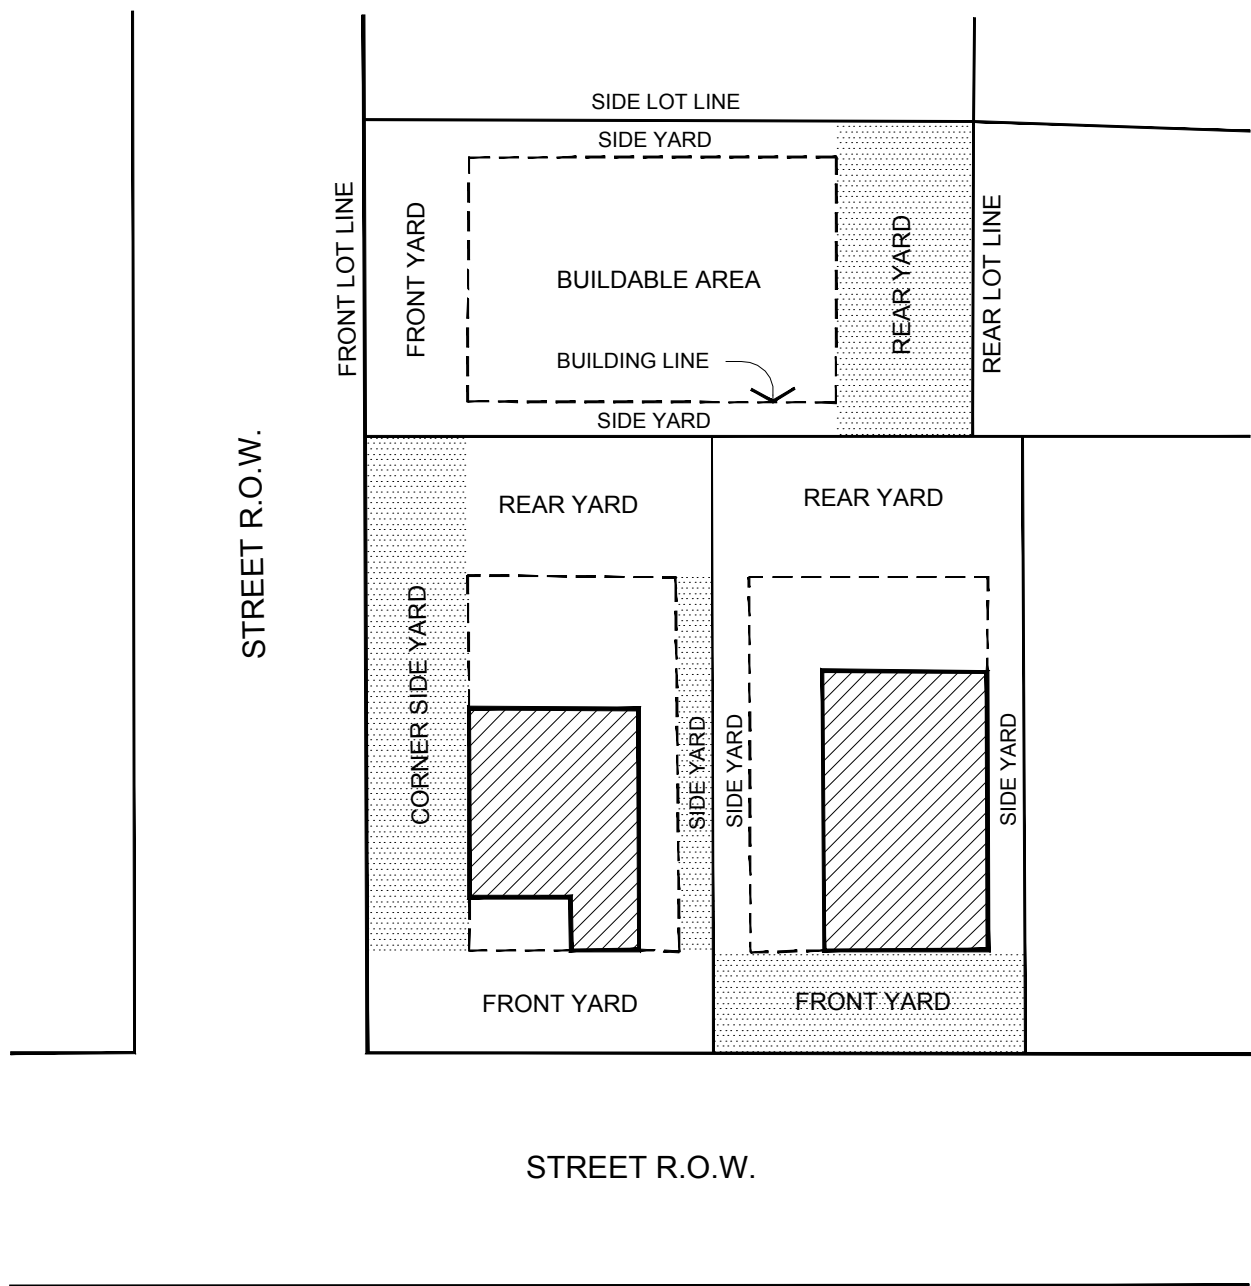 SIDE LOT LINE
SIDE YARD
FRONT LOT LINE
FRONT YARD
BUILDABLE AREA
REAR YARD
REAR LOT LINE
BUILDING LINE
SIDE YARD
STREET R.O.W.
REAR YARD
REAR YARD
CORNER SIDE YARD
SIDE YARD
SIDE YARD
SIDE YARD
FRONT YARD
FRONT YARD
STREET R.O.W.